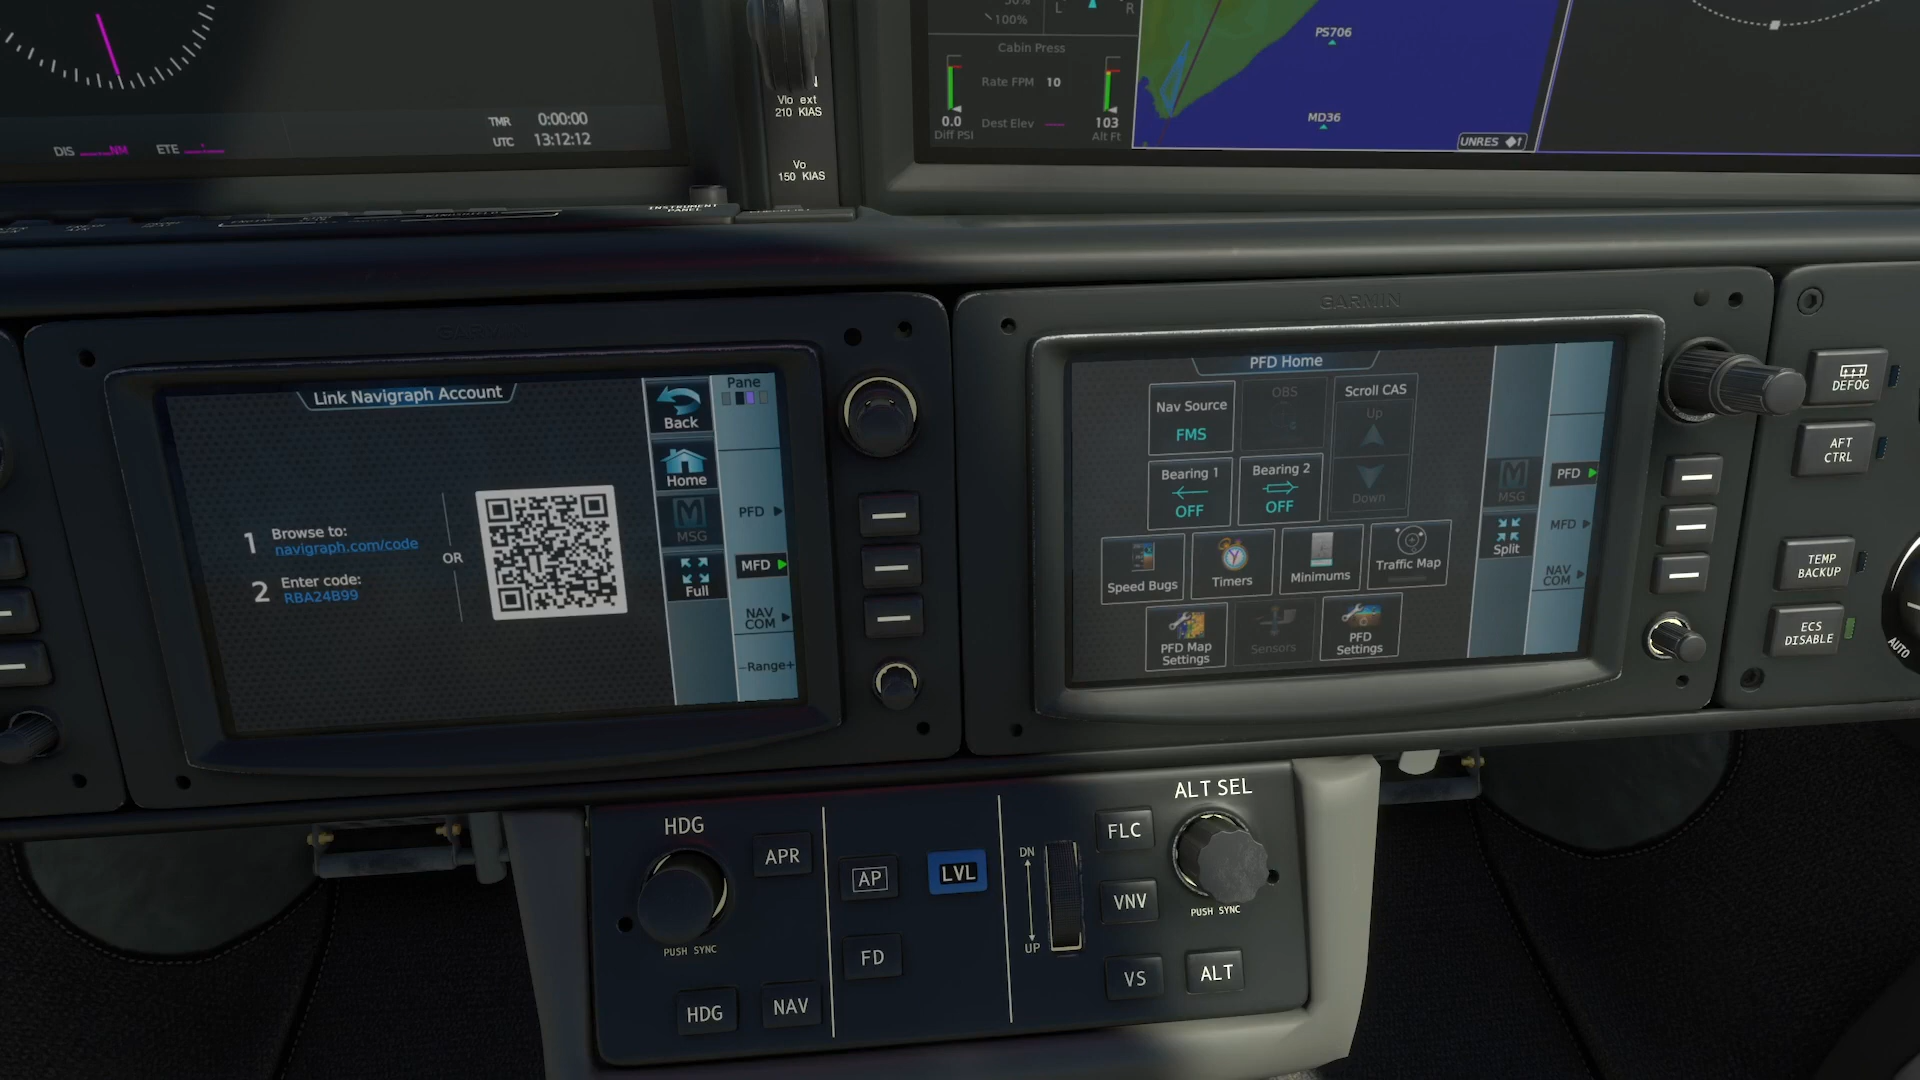 100%
L
R
Cabin Press
Rate FPM 10
0.0
Diff PSI
Dest Elev
103
Alt Ft
PS706
MD36
UNRES
TMR 0:00:00
UTC 13:12:12
DIS NM
ETE
Vlo ext
210 KIAS
Vo
150 KIAS
INSTRUMENT
PANEL
GARMIN
Link Navigraph Account
1 Browse to:
navigraph.com/code
2 Enter code:
RBA24B99
OR
Back
Home
MSG
Full
Pane
PFD
MFD
NAV
COM
–Range+
GARMIN
PFD Home
Nav Source
FMS
OBS
Scroll CAS
Up
Down
Bearing 1
OFF
Bearing 2
OFF
Speed Bugs
Timers
Minimums
Traffic Map
PFD Map
Settings
Sensors
PFD
Settings
MSG
Split
PFD
MFD
NAV
COM
DEFOG
AFT
CTRL
TEMP
BACKUP
ECS
DISABLE
AUTO
HDG
PUSH SYNC
APR
HDG
NAV
AP
LVL
FD
DN
UP
FLC
VNV
VS
ALT SEL
PUSH SYNC
ALT